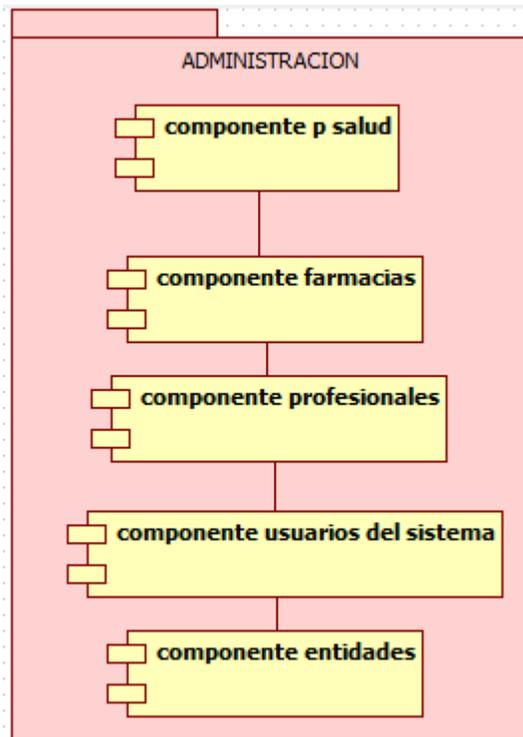 ADMINISTRACION
componente p salud
componente farmacias
componente profesionales
componente usuarios del sistema
componente entidades